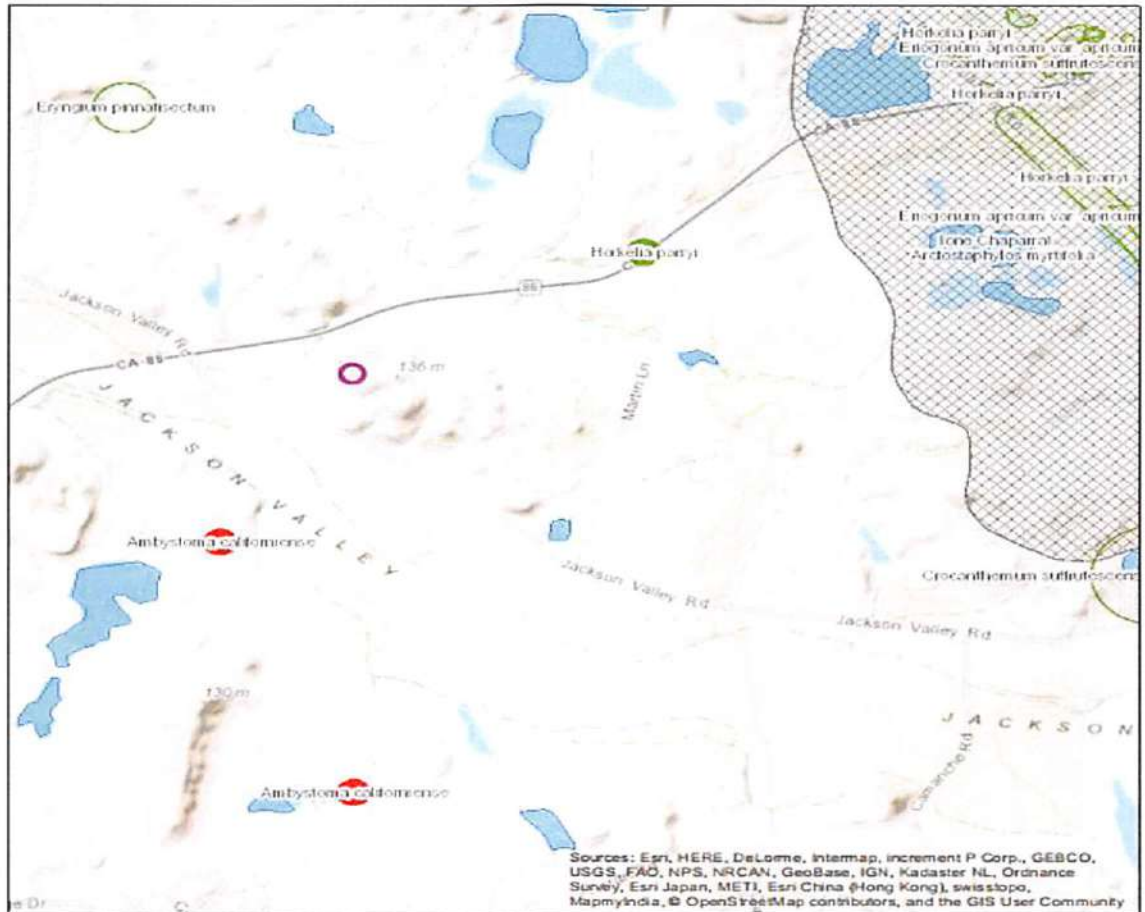 Horkelia parryi
Eriogonum apricum var. apricum
Crocanthemum suffrutescens
Horkelia parryi
CA-88
Eryngium pinnatisectum
Horkelia parryi
Eriogonum apricum var. apricum
Ione Chaparral
Arctostaphylos myrtifolia
Horkelia parryi
88
Jackson Valley Rd
CA-88
136 m
Martin Ln
JACKSON VALLEY
Ambystoma californiense
Jackson Valley Rd
Crocanthemum suffrutescens
Jackson Valley Rd
130 m
JACKSON
Camanche Rd
Ambystoma californiense
Sources: Esri, HERE, DeLorme, Intermap, increment P Corp., GEBCO,
USGS, FAO, NPS, NRCAN, GeoBase, IGN, Kadaster NL, Ordnance
Survey, Esri Japan, METI, Esri China (Hong Kong), swisstopo,
MapmyIndia, © OpenStreetMap contributors, and the GIS User Community
e Dr